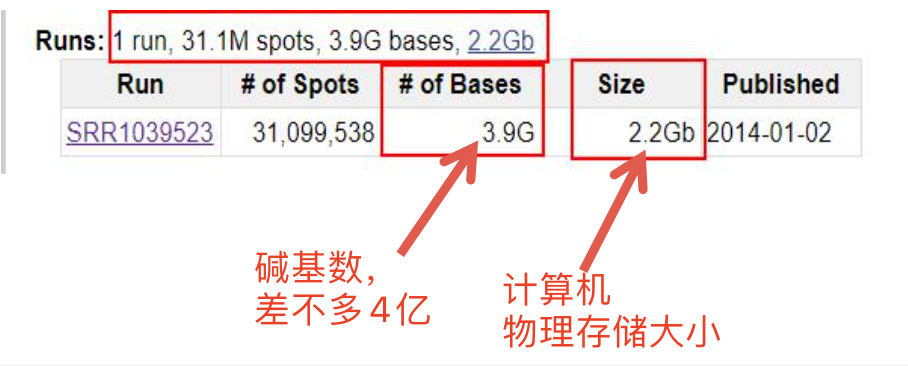 Runs: 1 run, 31.1M spots, 3.9G bases, 2.2Gb
Run # of Spots # of Bases Size Published
SRR1039523 31,099,538 3.9G 2.2Gb 2014-01-02
碱基数，
差不多4亿
计算机
物理存储大小